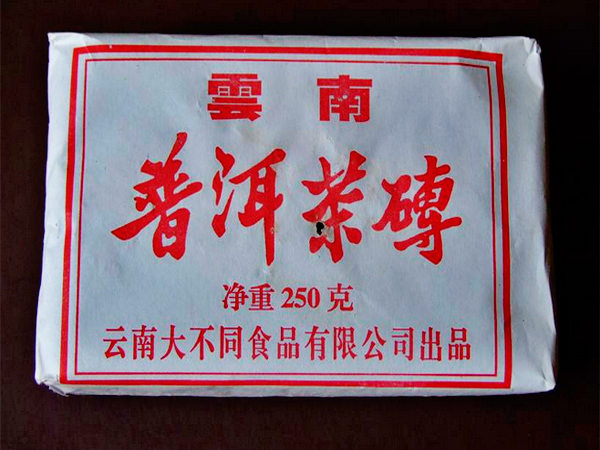 雲南
普洱茶磚
净重250克
云南大不同食品有限公司出品